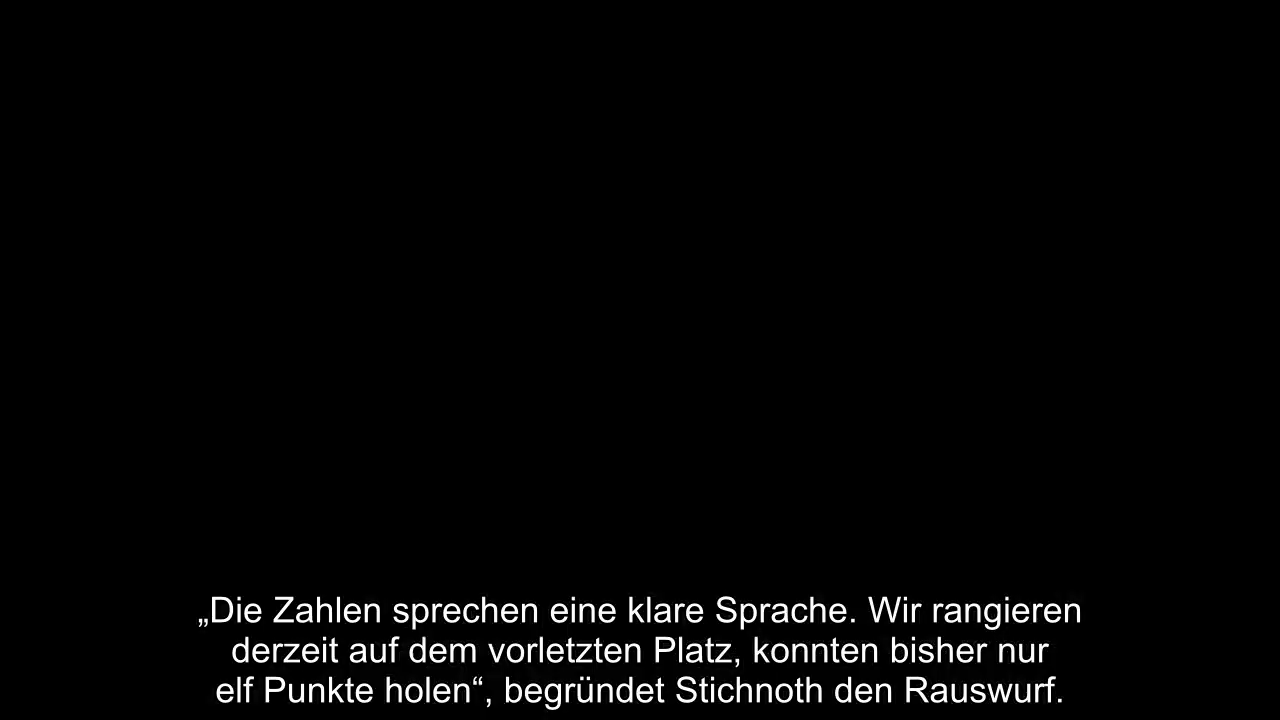 „Die Zahlen sprechen eine klare Sprache. Wir rangieren
derzeit auf dem vorletzten Platz, konnten bisher nur
elf Punkte holen“, begründet Stichnoth den Rauswurf.